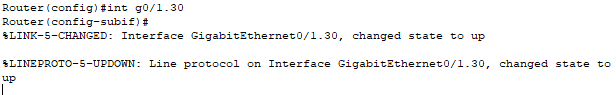 Router(config)#int g0/1.30
Router(config-subif)#
%LINK-5-CHANGED: Interface GigabitEthernet0/1.30, changed state to up
%LINEPROTO-5-UPDOWN: Line protocol on Interface GigabitEthernet0/1.30, changed state to
up